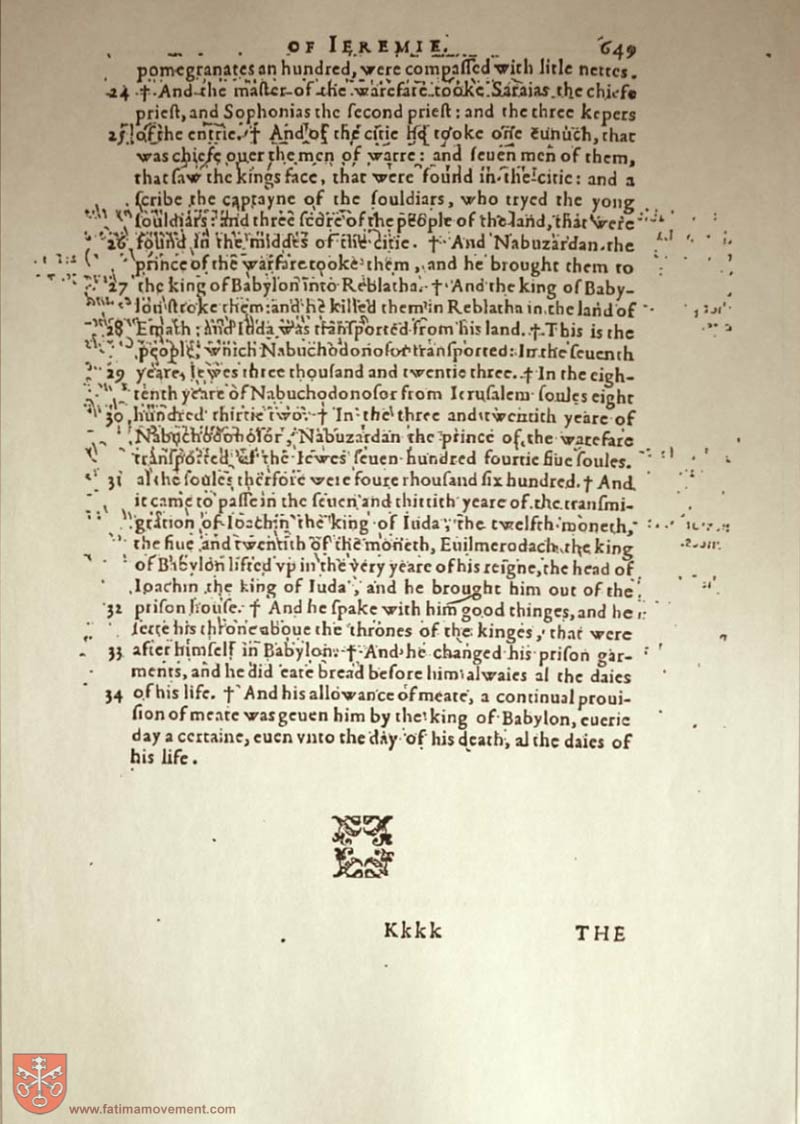 OF IEREMIE. 649
pomegranates an hundred, were compassed with litle nettes.
24 † And the master of the warefare tooke Saraias the chiefe
priest, and Sophonias the second priest: and the three kepers
25 of the entrie. † And of the citie he tooke one eunuch, that
was chiefe ouer the men of warre: and seuen men of them,
that saw the kings face, that were found in the citie: and a
scribe the captayne of the souldiars, who tryed the yong
souldiars: and three score of the people of the land, that were
26 found in the middes of the citie. † And Nabuzardan the
prince of the warfare tooke them, and he brought them to
27 the king of Babylon into Reblatha. † And the king of Baby-
lon stroke them: and he killed them in Reblatha in the land of
28 Emath: and Iuda was transported from his land. † This is the
people, which Nabuchodonosor transported: In the seuenth
29 yeare, Iewes three thousand and twentie three. † In the eigh-
tenth yeare of Nabuchodonosor from Ierusalem soules eight
30 hundred thirtie two. † In the three and twentith yeare of
Nabuchodonosor, Nabuzardan the prince of the warefare
transported of the Iewes seuen hundred fourtie fiue soules.
31 al the soules therfore were foure thousand six hundred. † And
it came to passe in the seuen and thirtith yeare of the transmi-
gration of Ioachin the king of Iuda, the twelfth moneth,
the fiue and twentith of the moneth, Euilmerodach the king
of Babylon lifted vp in the very yeare of his reigne, the head of
Ioachin the king of Iuda, and he brought him out of the
32 prison house. † And he spake with him good thinges, and he
sette his throne aboue the thrones of the kinges, that were
33 after himself in Babylon. † And he changed his prison gar-
ments, and he did eate bread before him alwaies al the daies
34 of his life. † And his allowance of meate, a continual proui-
sion of meate was geuen him by the king of Babylon, euerie
day a certaine, euen vnto the day of his death, al the daies of
his life.
Kkkk THE
www.fatimamovement.com